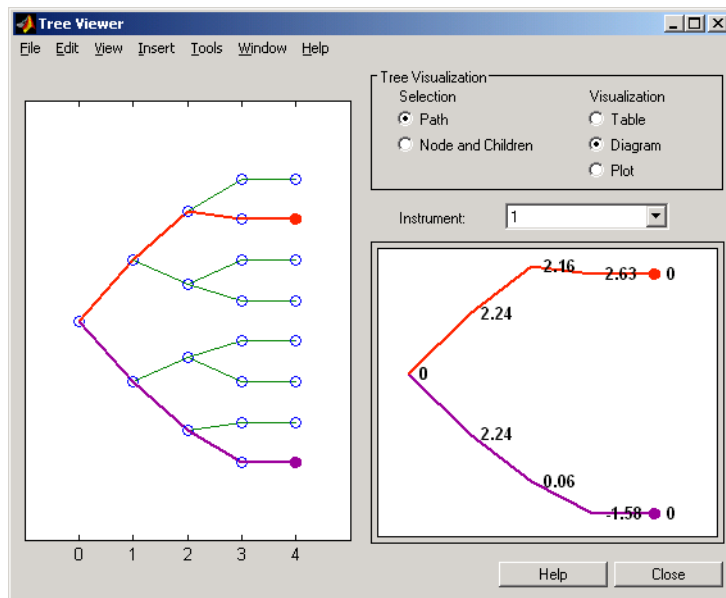 Tree Viewer
File Edit View Insert Tools Window Help
Tree Visualization
Selection Visualization
Path Table
Node and Children Diagram
Plot
Instrument: 1
2.16 2.63 0
2.24
0
2.24
0.06
-1.58 0
0 1 2 3 4
Help Close